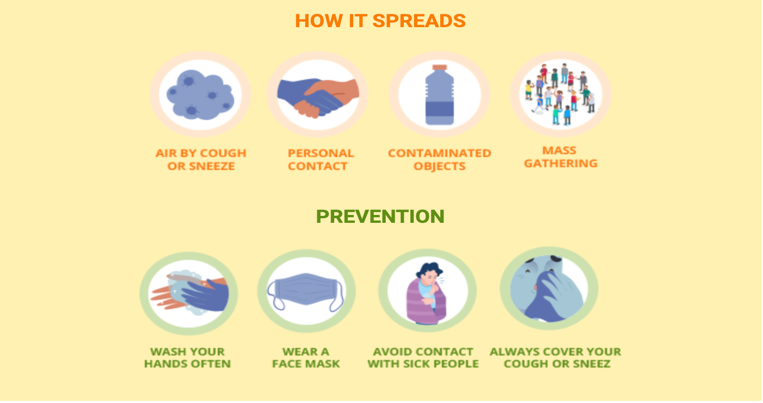 HOW IT SPREADS
AIR BY COUGH
OR SNEEZE
PERSONAL
CONTACT
CONTAMINATED
OBJECTS
MASS
GATHERING
PREVENTION
WASH YOUR
HANDS OFTEN
WEAR A
FACE MASK
AVOID CONTACT
WITH SICK PEOPLE
ALWAYS COVER YOUR
COUGH OR SNEEZ